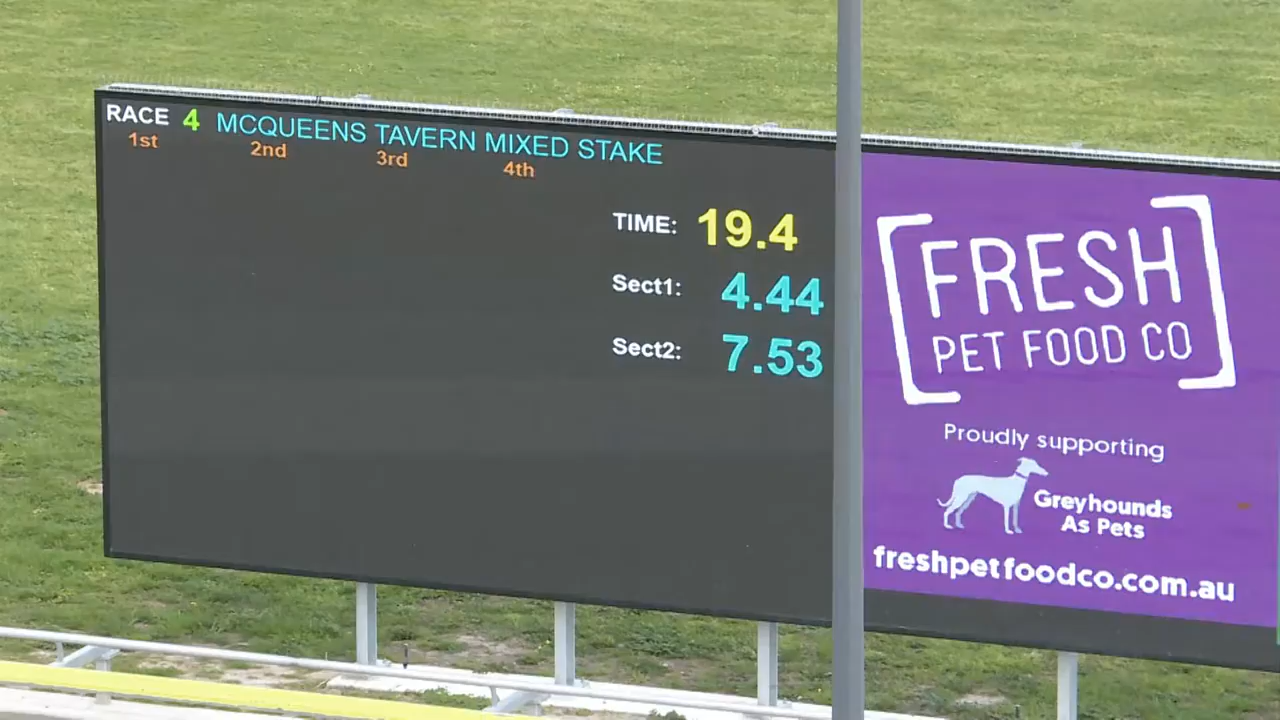 RACE 4 MCQUEENS TAVERN MIXED STAKE
1st 2nd 3rd 4th
TIME: 19.4
Sect1: 4.44
Sect2: 7.53
FRESH
PET FOOD CO
Proudly supporting
Greyhounds
As Pets
freshpetfoodco.com.au